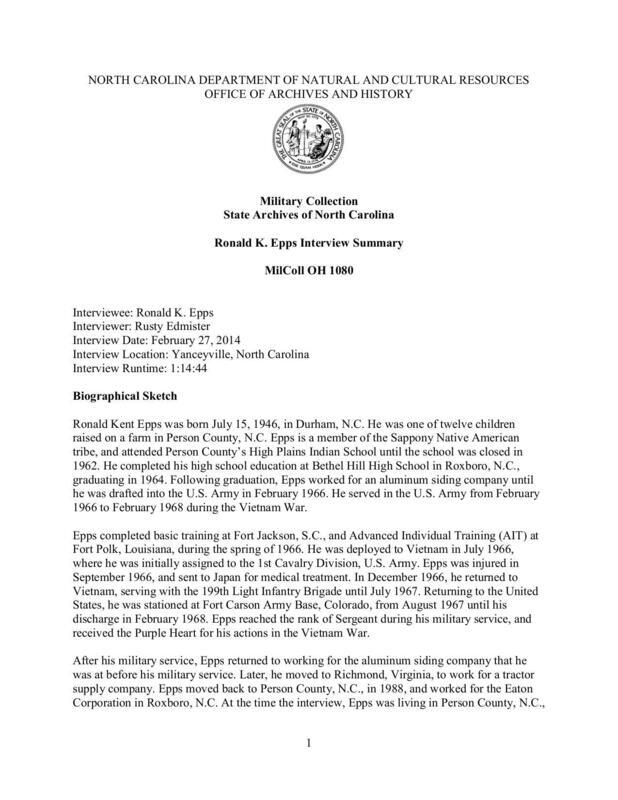 NORTH CAROLINA DEPARTMENT OF NATURAL AND CULTURAL RESOURCES
OFFICE OF ARCHIVES AND HISTORY
THE GREAT SEAL OF THE STATE OF NORTH CAROLINA
Military Collection
State Archives of North Carolina
Ronald K. Epps Interview Summary
MilColl OH 1080
Interviewee: Ronald K. Epps
Interviewer: Rusty Edmister
Interview Date: February 27, 2014
Interview Location: Yanceyville, North Carolina
Interview Runtime: 1:14:44
Biographical Sketch
Ronald Kent Epps was born July 15, 1946, in Durham, N.C. He was one of twelve children
raised on a farm in Person County, N.C. Epps is a member of the Sappony Native American
tribe, and attended Person County's High Plains Indian School until the school was closed in
1962. He completed his high school education at Bethel Hill High School in Roxboro, N.C.,
graduating in 1964. Following graduation, Epps worked for an aluminum siding company until
he was drafted into the U.S. Army in February 1966. He served in the U.S. Army from February
1966 to February 1968 during the Vietnam War.
Epps completed basic training at Fort Jackson, S.C., and Advanced Individual Training (AIT) at
Fort Polk, Louisiana, during the spring of 1966. He was deployed to Vietnam in July 1966,
where he was initially assigned to the 1st Cavalry Division, U.S. Army. Epps was injured in
September 1966, and sent to Japan for medical treatment. In December 1966, he returned to
Vietnam, serving with the 199th Light Infantry Brigade until July 1967. Returning to the United
States, he was stationed at Fort Carson Army Base, Colorado, from August 1967 until his
discharge in February 1968. Epps reached the rank of Sergeant during his military service, and
received the Purple Heart for his actions in the Vietnam War.
After his military service, Epps returned to working for the aluminum siding company that he
was at before his military service. Later, he moved to Richmond, Virginia, to work for a tractor
supply company. Epps moved back to Person County, N.C., in 1988, and worked for the Eaton
Corporation in Roxboro, N.C. At the time the interview, Epps was living in Person County, N.C.,
1